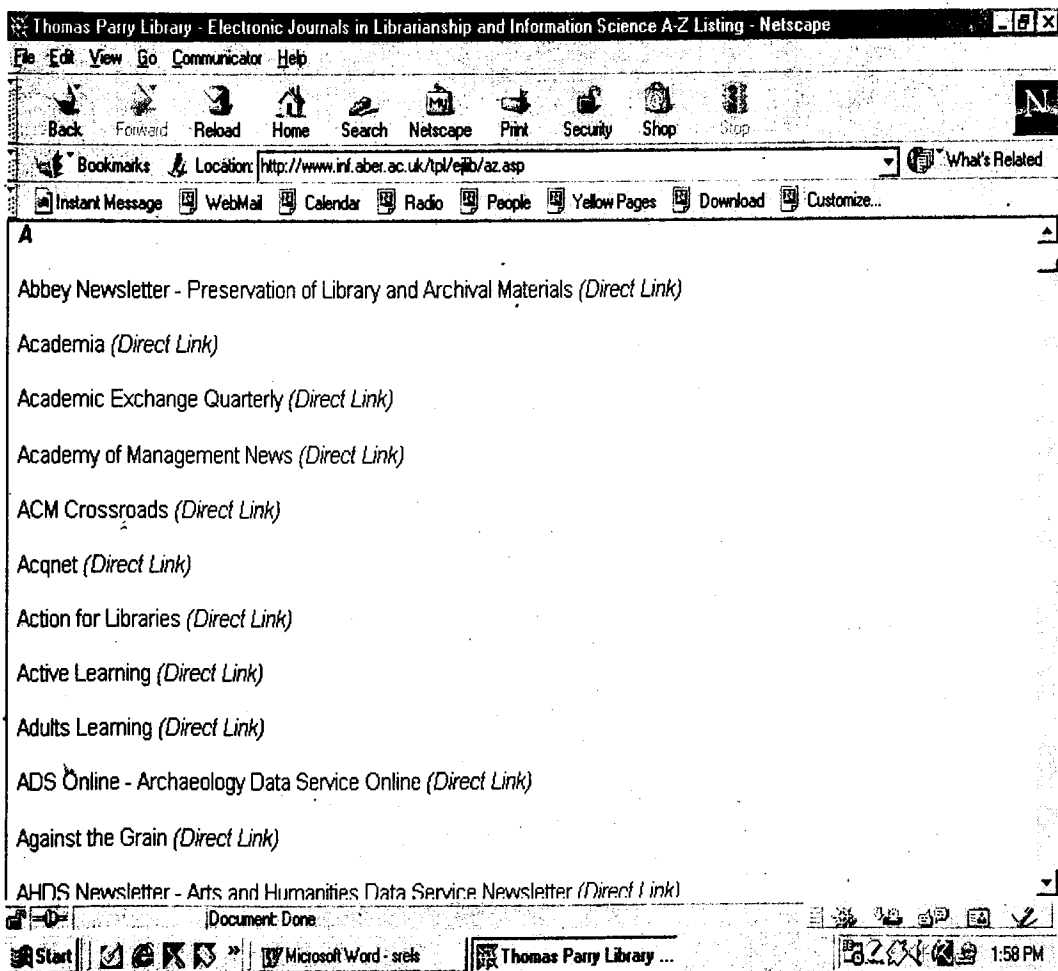 Thomas Parry Library - Electronic Journals in Librarianship and Information Science A-Z Listing - Netscape
File Edit View Go Communicator Help
Back Forward Reload Home Search Netscape Print Security Shop Stop
Bookmarks Location: http://www.inf.aber.ac.uk/tpl/ejlib/az.asp What's Related
Instant Message WebMail Calendar Radio People Yellow Pages Download Customize...
A
Abbey Newsletter - Preservation of Library and Archival Materials (Direct Link)
Academia (Direct Link)
Academic Exchange Quarterly (Direct Link)
Academy of Management News (Direct Link)
ACM Crossroads (Direct Link)
Acqnet (Direct Link)
Action for Libraries (Direct Link)
Active Learning (Direct Link)
Adults Learning (Direct Link)
ADS Online - Archaeology Data Service Online (Direct Link)
Against the Grain (Direct Link)
AHDS Newsletter - Arts and Humanities Data Service Newsletter (Direct Link)
Document: Done
Start Microsoft Word - srels Thomas Parry Library ... 1:58 PM